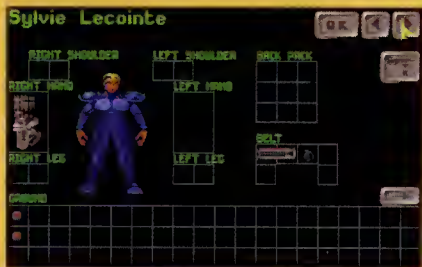 Sylvie Lecointe
OK
RIGHT SHOULDER
LEFT SHOULDER
BACK PACK
RIGHT HAND
LEFT HAND
BELT
RIGHT LEG
LEFT LEG
GROUND